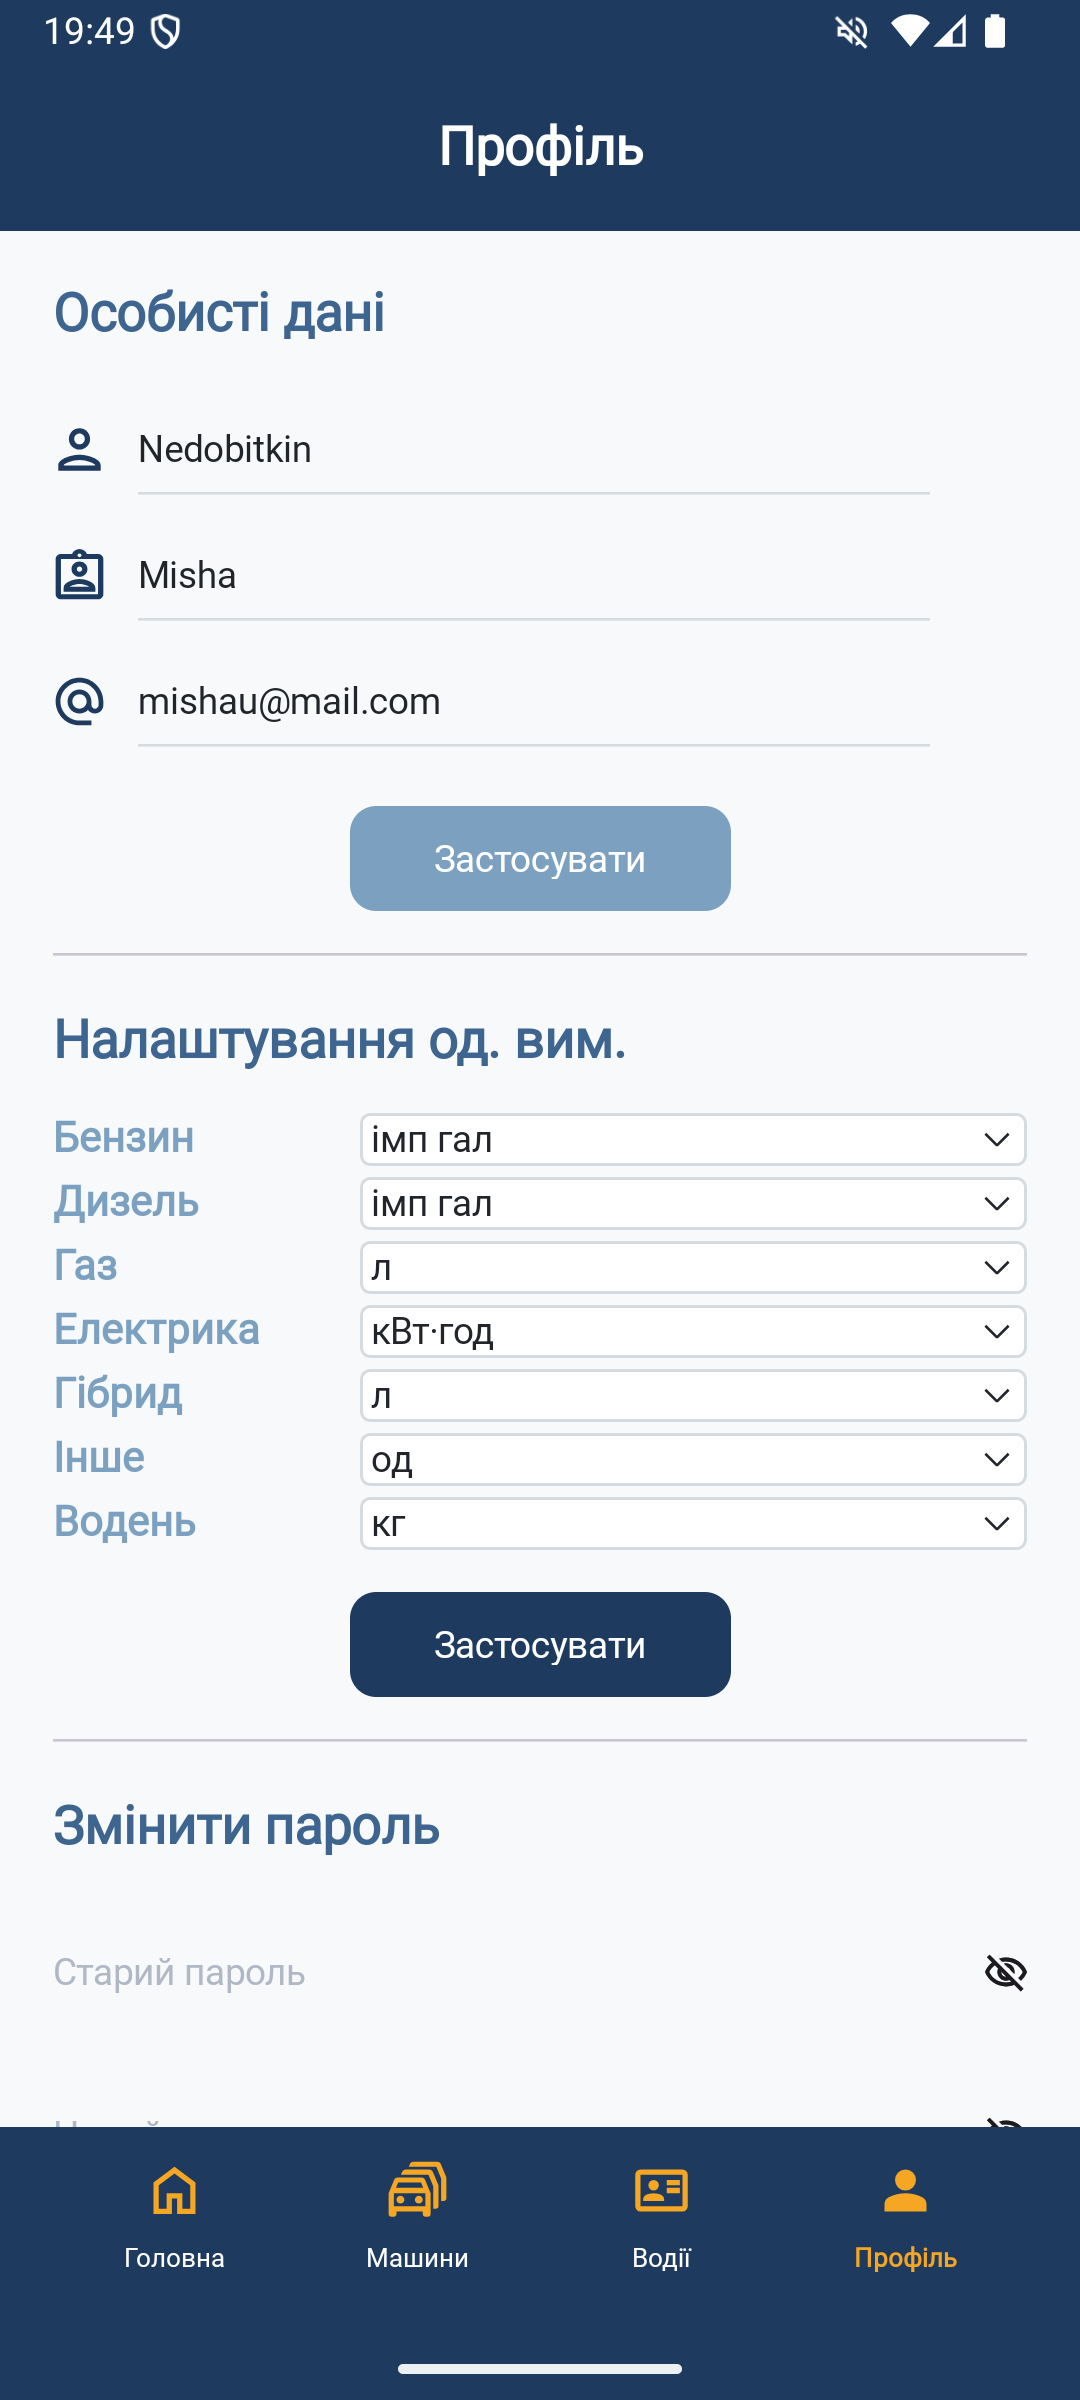 19:49
Профіль
Особисті дані
Nedobitkin
Misha
mishau@mail.com
Застосувати
Налаштування од. вим.
Бензин імп гал
Дизель імп гал
Газ л
Електрика кВт·год
Гібрид л
Інше од
Водень кг
Застосувати
Змінити пароль
Старий пароль
Головна Машини Водії Профіль